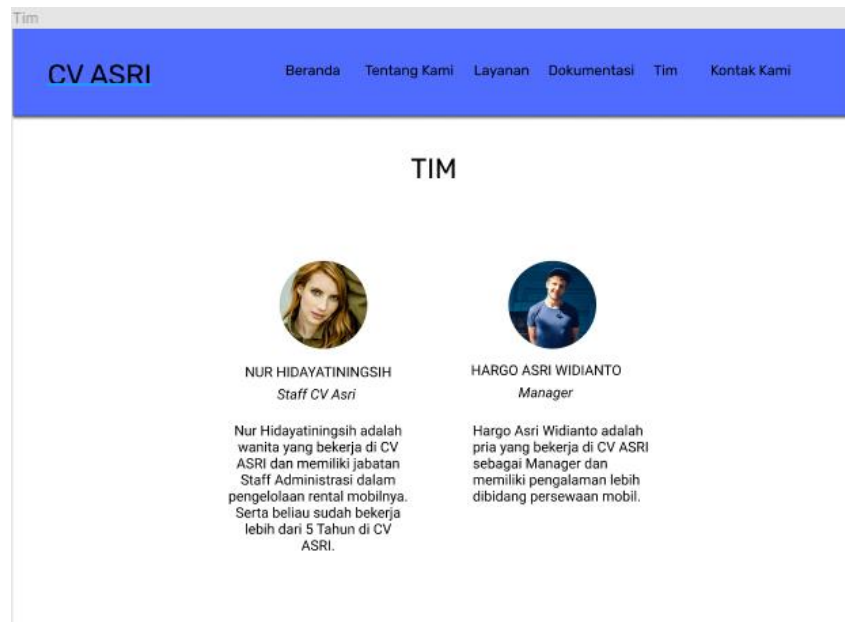 Tim
CV ASRI
Beranda Tentang Kami Layanan Dokumentasi Tim Kontak Kami
TIM
NUR HIDAYATININGSIH
Staff CV Asri
Nur Hidayatiningsih adalah
wanita yang bekerja di CV
ASRI dan memiliki jabatan
Staff Administrasi dalam
pengelolaan rental mobilnya.
Serta beliau sudah bekerja
lebih dari 5 Tahun di CV
ASRI.
HARGO ASRI WIDIANTO
Manager
Hargo Asri Widianto adalah
pria yang bekerja di CV ASRI
sebagai Manager dan
memiliki pengalaman lebih
dibidang persewaan mobil.